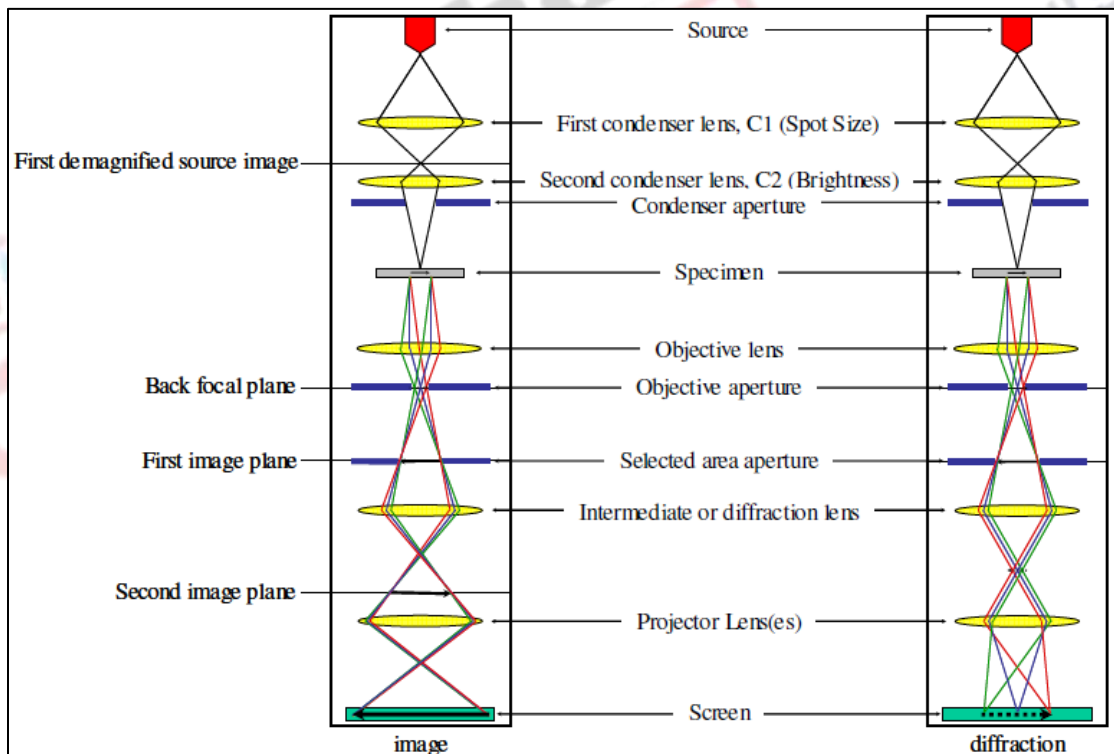 Source
First condenser lens, C1 (Spot Size)
First demagnified source image
Second condenser lens, C2 (Brightness)
Condenser aperture
Specimen
Objective lens
Back focal plane
Objective aperture
First image plane
Selected area aperture
Intermediate or diffraction lens
Second image plane
Projector Lens(es)
Screen
image
diffraction